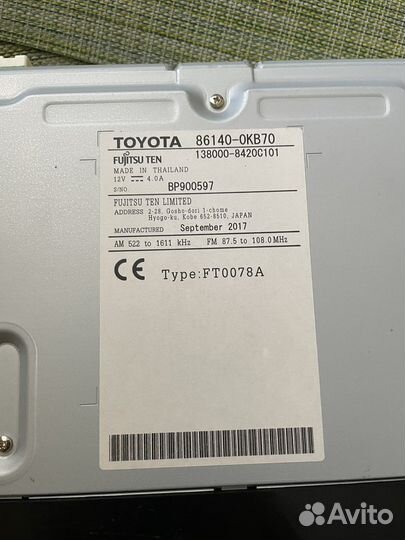 TOYOTA 86140-0KB70
FUJITSU TEN 138000-8420C101
MADE IN THAILAND
12V ⎓ 4.0A
S/NO. BP900597
FUJITSU TEN LIMITED
ADDRESS 2-28, Gosho-dori 1-chome
Hyogo-ku, Kobe 652-8510, Japan
MANUFACTURED September 2017
AM 522 to 1611 kHz FM 87.5 to 108.0 MHz
CE Type:FT0078A
Avito